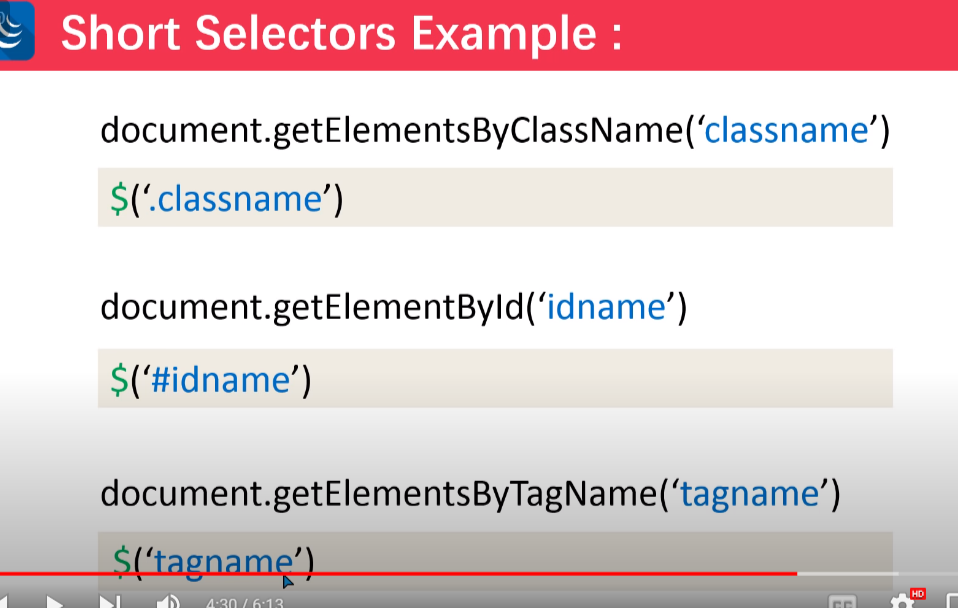 Short Selectors Example :
document.getElementsByClassName(‘classname’)
$(‘.classname’)
document.getElementById(‘idname’)
$(‘#idname’)
document.getElementsByTagName(‘tagname’)
$(‘tagname’)
4:30 / 6:13
CC
HD